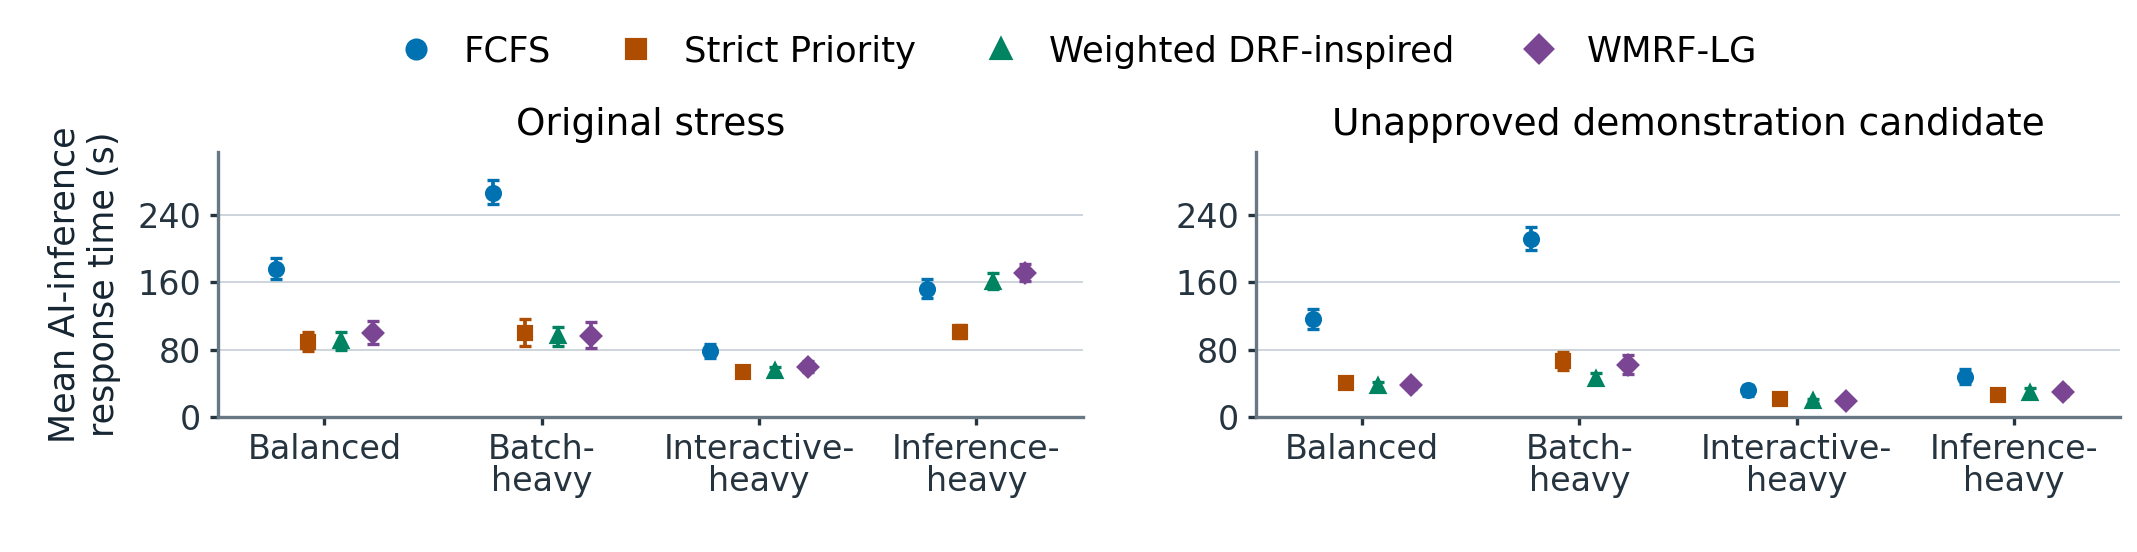 FCFS
Strict Priority
Weighted DRF-inspired
WMRF-LG
Original stress
Unapproved demonstration candidate
Mean AI-inference
response time (s)
240
160
80
0
Balanced
Batch-
heavy
Interactive-
heavy
Inference-
heavy
240
160
80
0
Balanced
Batch-
heavy
Interactive-
heavy
Inference-
heavy